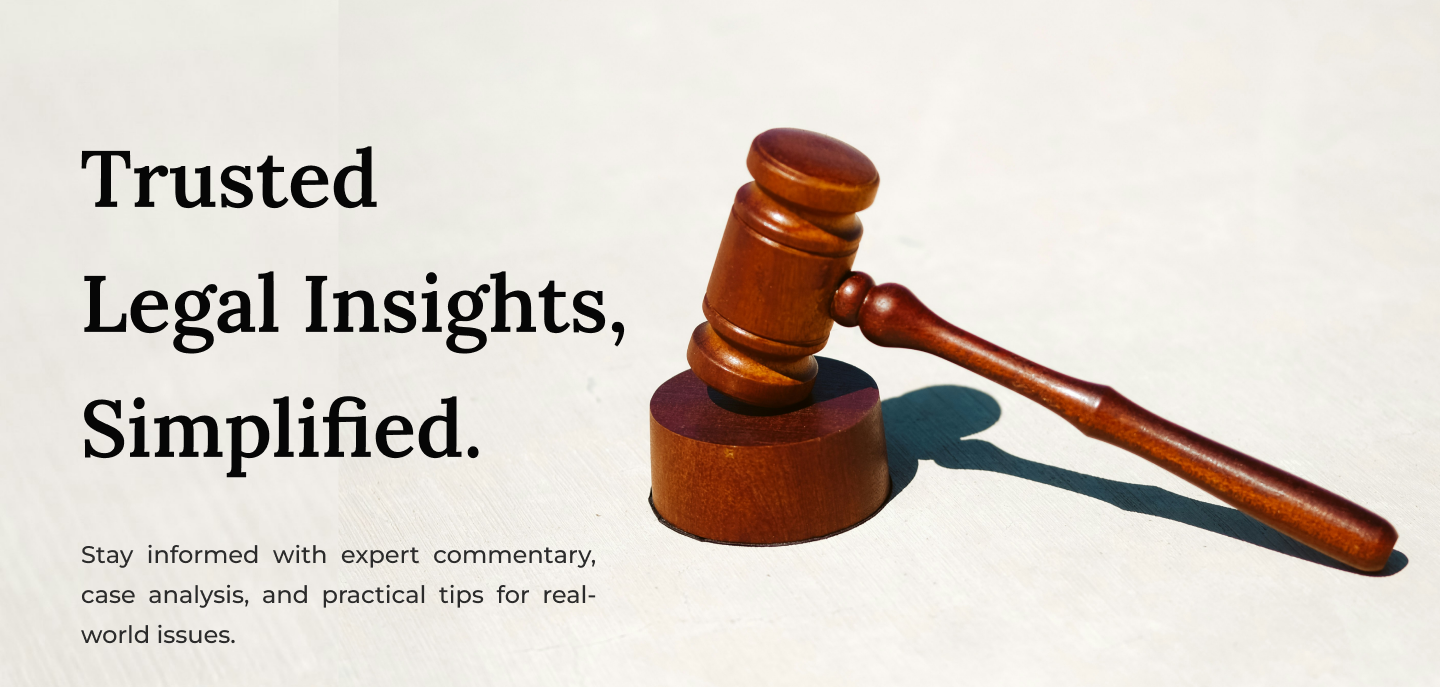 Trusted
Legal Insights,
Simplified.
Stay informed with expert commentary,
case analysis, and practical tips for real-
world issues.